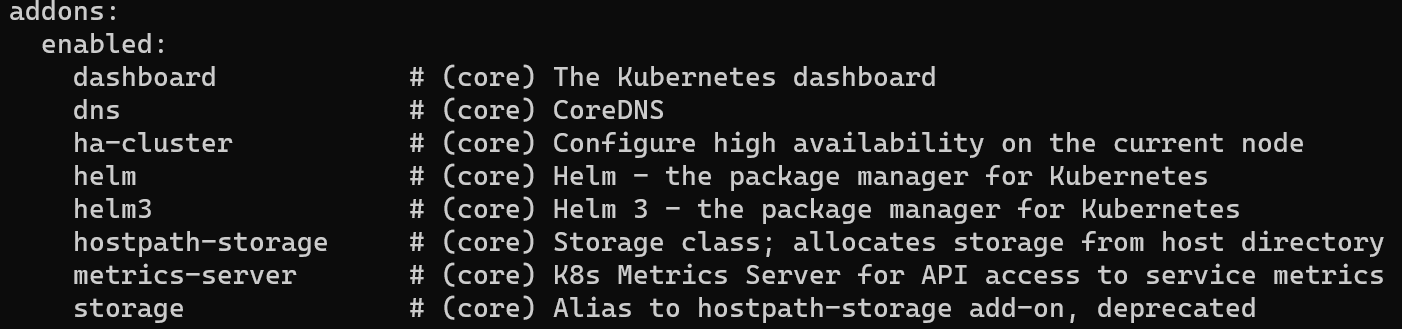 addons:
  enabled:
    dashboard            # (core) The Kubernetes dashboard
    dns                  # (core) CoreDNS
    ha-cluster           # (core) Configure high availability on the current node
    helm                 # (core) Helm - the package manager for Kubernetes
    helm3                # (core) Helm 3 - the package manager for Kubernetes
    hostpath-storage     # (core) Storage class; allocates storage from host directory
    metrics-server       # (core) K8s Metrics Server for API access to service metrics
    storage              # (core) Alias to hostpath-storage add-on, deprecated